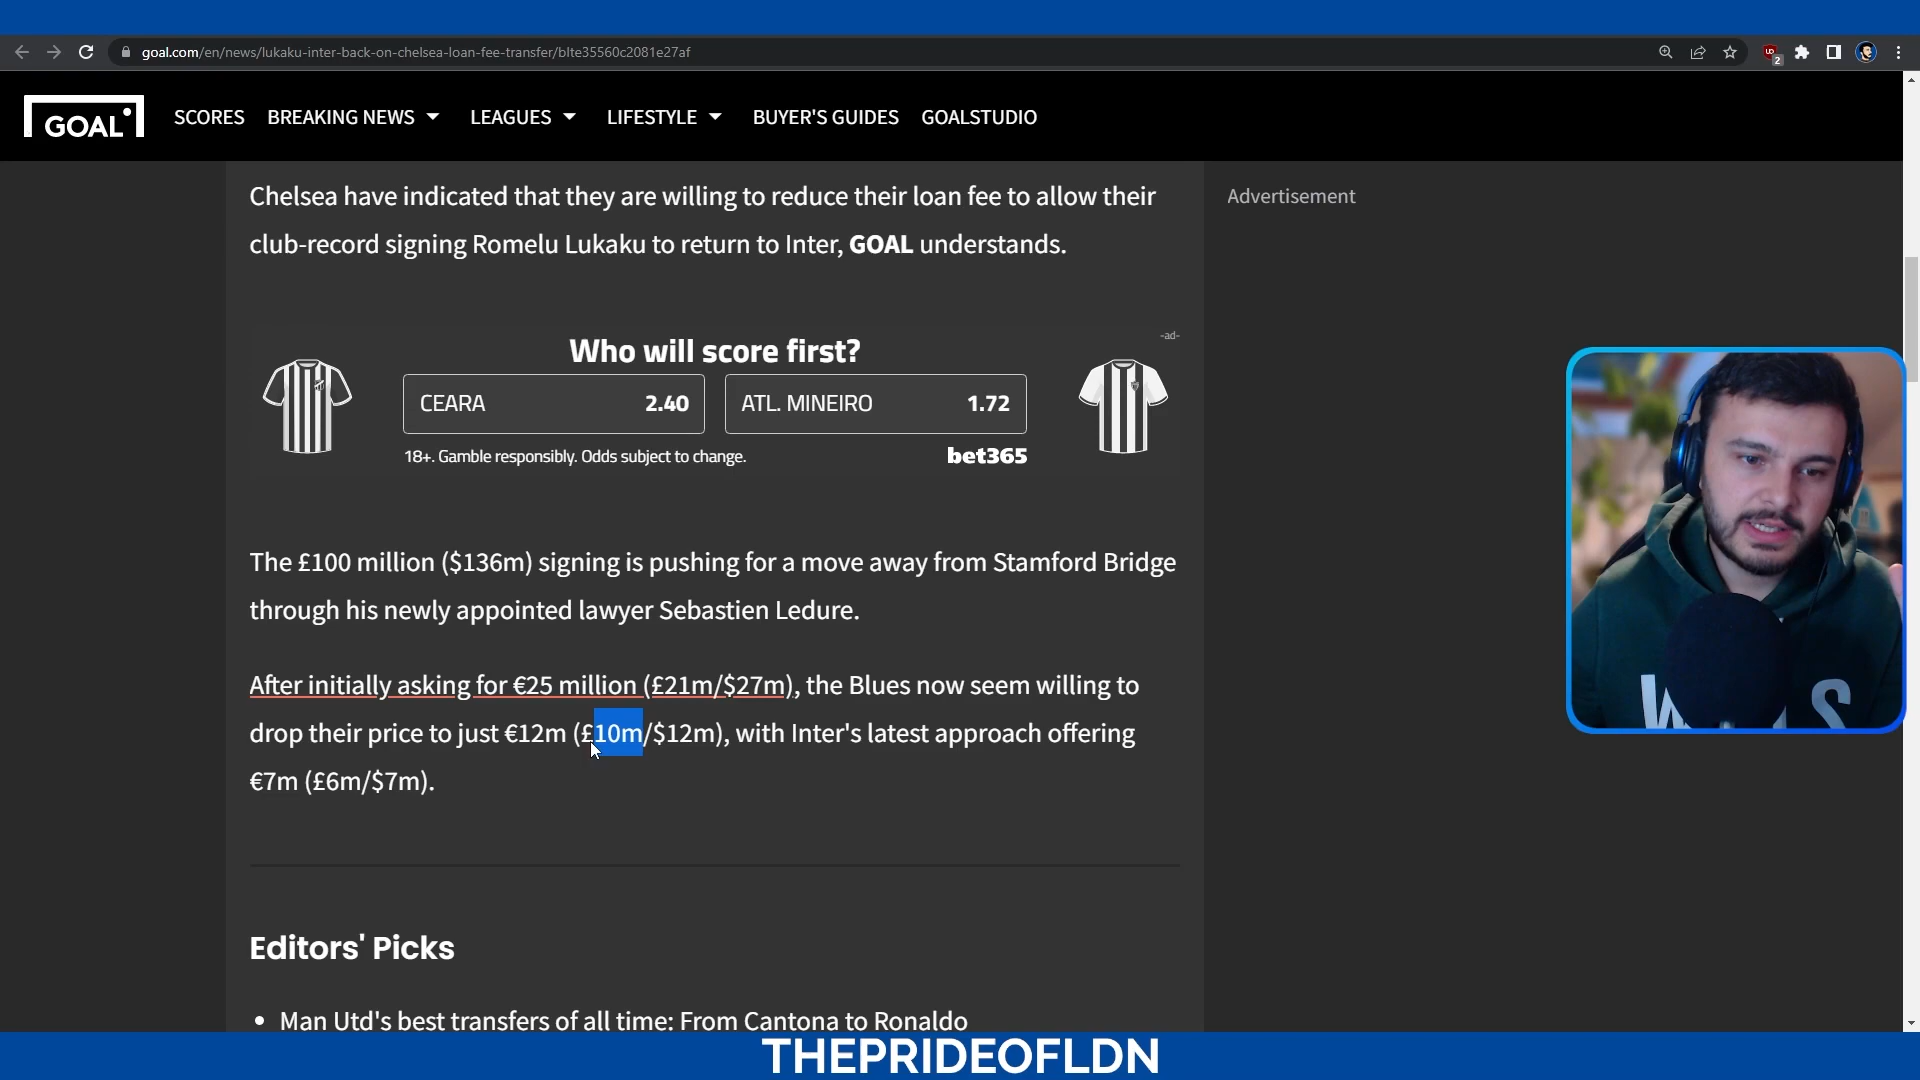 goal.com/en/news/lukaku-inter-back-on-chelsea-loan-fee-transfer/blte35560c2081e27af
2
GOAL
SCORES BREAKING NEWS LEAGUES LIFESTYLE BUYER'S GUIDES GOALSTUDIO
Chelsea have indicated that they are willing to reduce their loan fee to allow their
club-record signing Romelu Lukaku to return to Inter, GOAL understands.
Advertisement
-ad-
Who will score first?
CEARA 2.40 ATL. MINEIRO 1.72
18+. Gamble responsibly. Odds subject to change. bet365
The £100 million ($136m) signing is pushing for a move away from Stamford Bridge
through his newly appointed lawyer Sebastien Ledure.
After initially asking for €25 million (£21m/$27m), the Blues now seem willing to
drop their price to just €12m (£10m/$12m), with Inter's latest approach offering
€7m (£6m/$7m).
Editors' Picks
• Man Utd's best transfers of all time: From Cantona to Ronaldo
THEPRIDEOFLDN